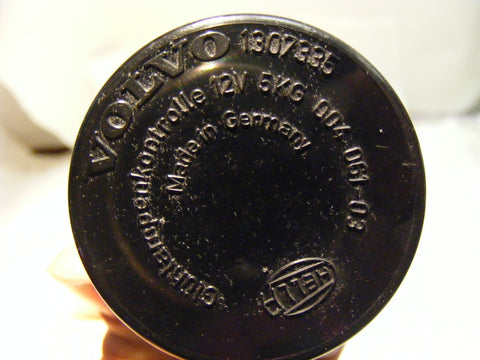 VOLVO 1307335
Glühlampenkontrolle 12V 5KG 004-061-03
Made in Germany
HELLA